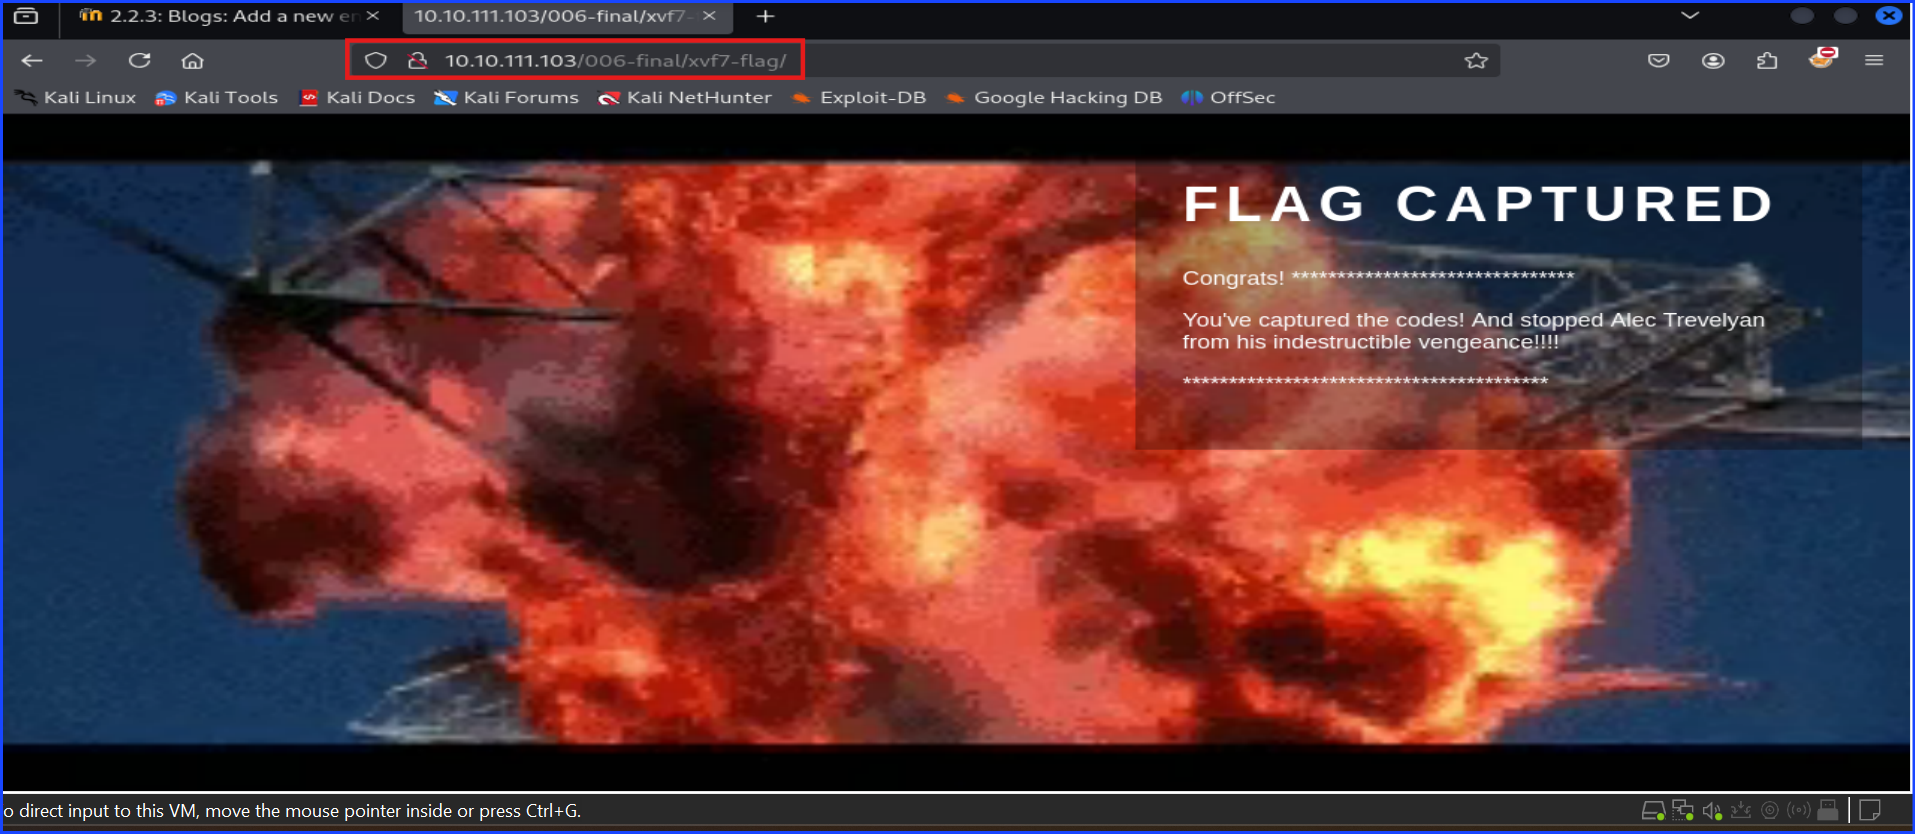 2.2.3: Blogs: Add a new en
10.10.111.103/006-final/xvf7-
10.10.111.103/006-final/xvf7-flag/
Kali Linux Kali Tools Kali Docs Kali Forums Kali NetHunter Exploit-DB Google Hacking DB OffSec
FLAG CAPTURED
Congrats! *******************************
You've captured the codes! And stopped Alec Trevelyan
from his indestructible vengeance!!!!
****************************************
o direct input to this VM, move the mouse pointer inside or press Ctrl+G.